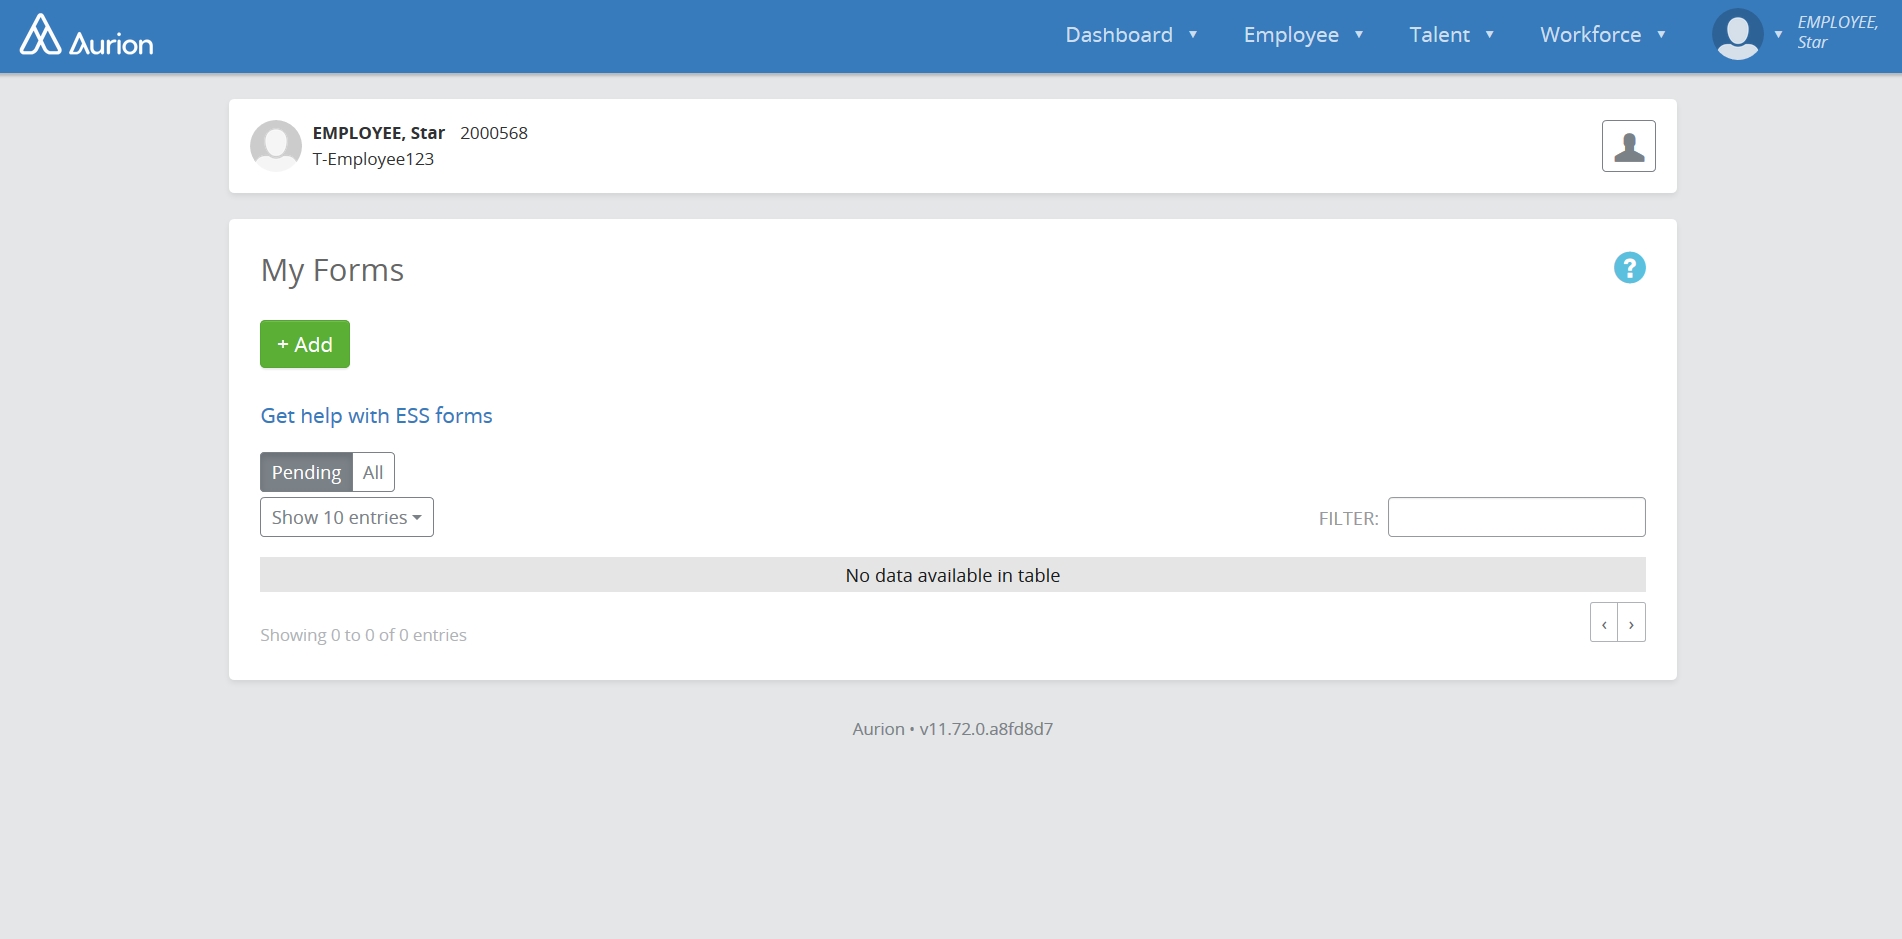 Aurion
Dashboard ▼ Employee ▼ Talent ▼ Workforce ▼ ▼ EMPLOYEE,
Star
EMPLOYEE, Star 2000568
T-Employee123
My Forms
?
+ Add
Get help with ESS forms
Pending All
Show 10 entries
FILTER:
No data available in table
‹ ›
Showing 0 to 0 of 0 entries
Aurion • v11.72.0.a8fd8d7